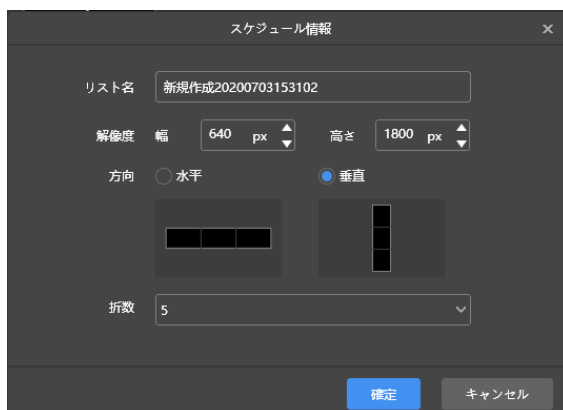 スケジュール情報
リスト名 新規作成20200703153102
解像度 幅 640 px 高さ 1800 px
方向 水平 垂直
折数 5
確定 キャンセル